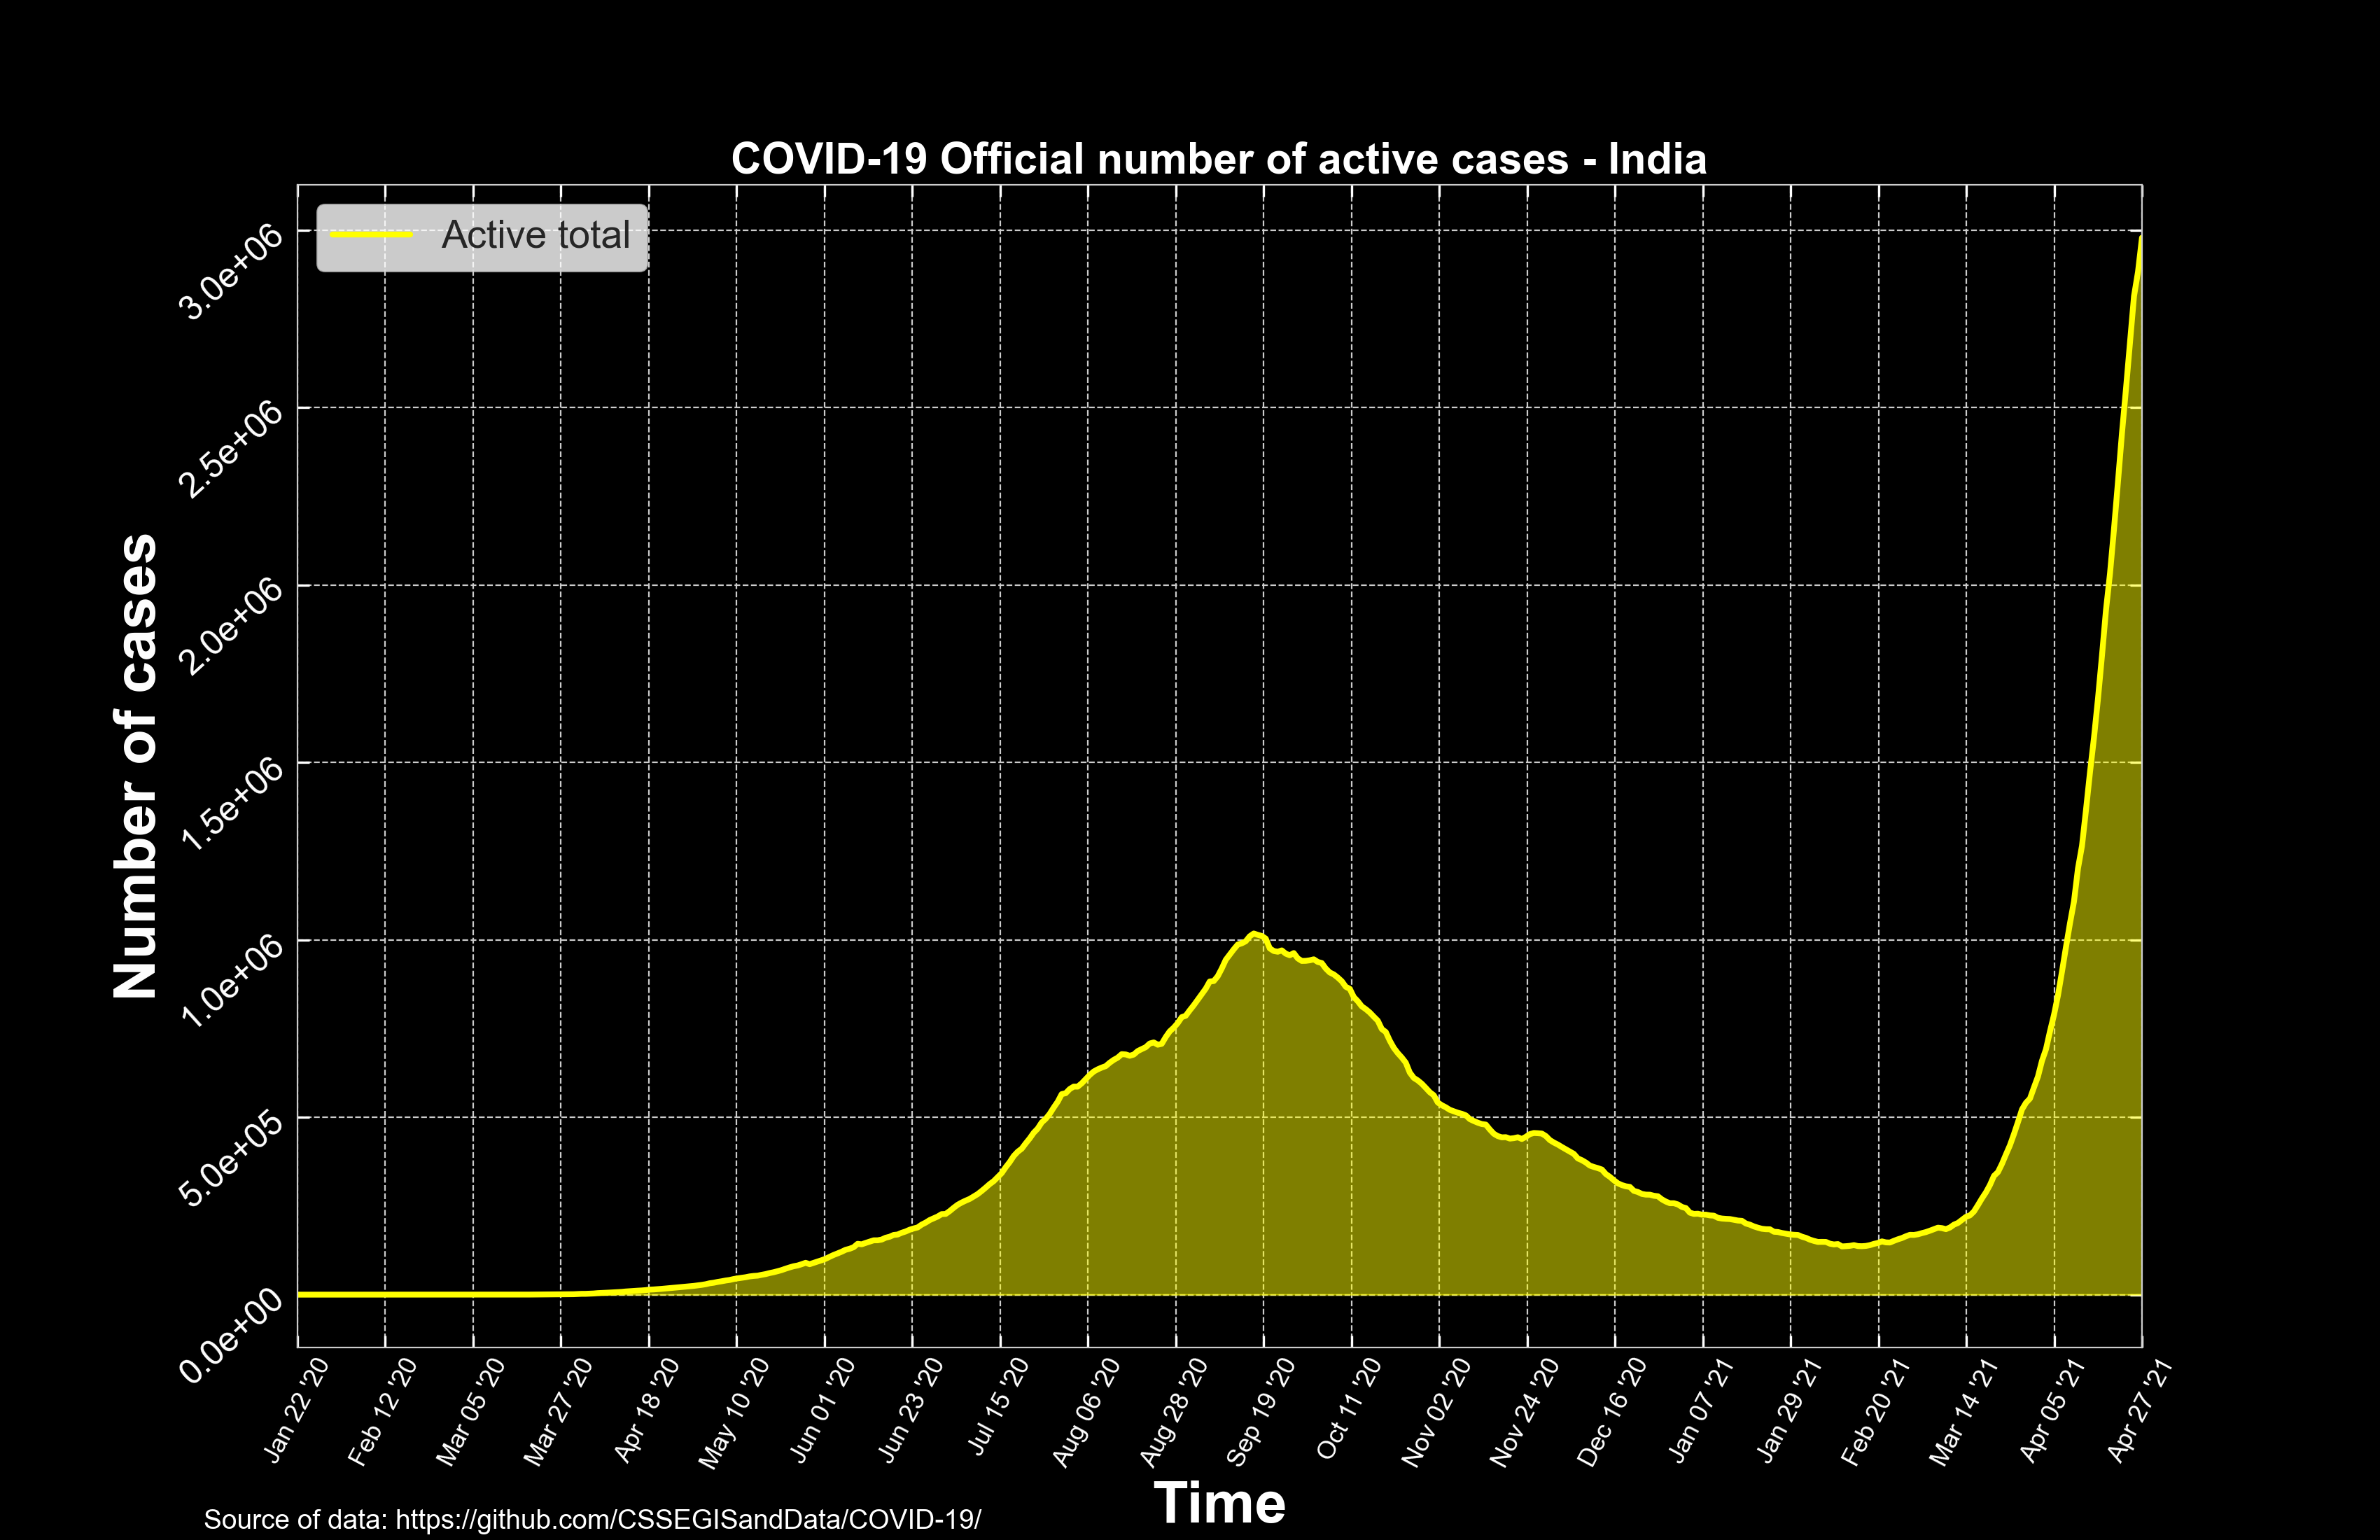 COVID-19 Official number of active cases - India
Active total
Number of cases
3.0e+06
2.5e+06
2.0e+06
1.5e+06
1.0e+06
5.0e+05
0.0e+00
Jan 22 '20
Feb 12 '20
Mar 05 '20
Mar 27 '20
Apr 18 '20
May 10 '20
Jun 01 '20
Jun 23 '20
Jul 15 '20
Aug 06 '20
Aug 28 '20
Sep 19 '20
Oct 11 '20
Nov 02 '20
Nov 24 '20
Dec 16 '20
Jan 07 '21
Jan 29 '21
Feb 20 '21
Mar 14 '21
Apr 05 '21
Apr 27 '21
Time
Source of data: https://github.com/CSSEGISandData/COVID-19/